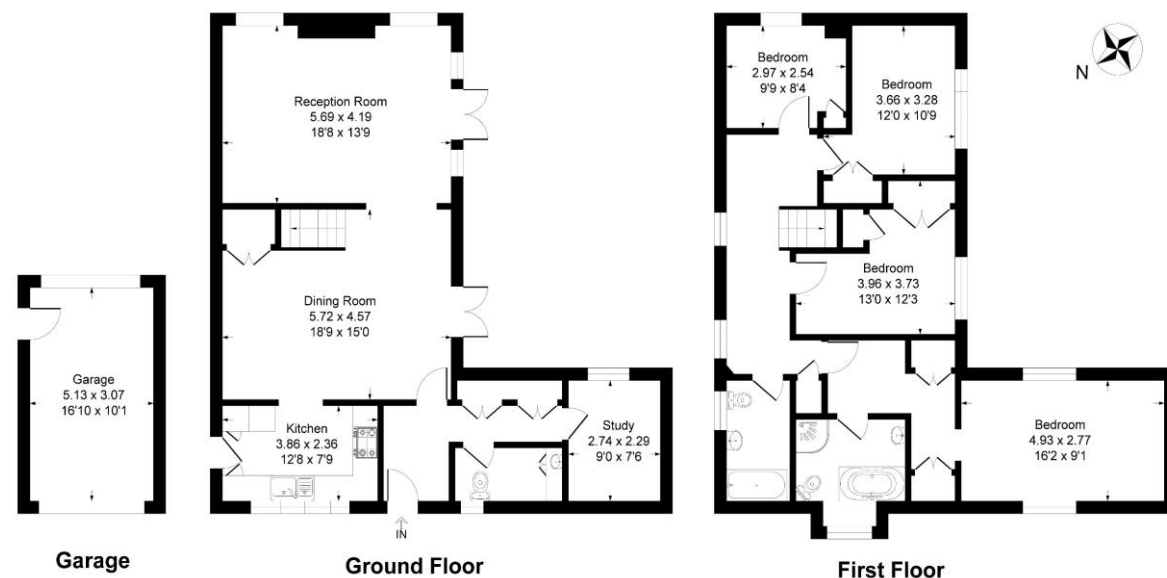 N
Garage
5.13 x 3.07
16'10 x 10'1
Garage
Reception Room
5.69 x 4.19
18'8 x 13'9
Dining Room
5.72 x 4.57
18'9 x 15'0
Kitchen
3.86 x 2.36
12'8 x 7'9
Study
2.74 x 2.29
9'0 x 7'6
IN
Ground Floor
Bedroom
2.97 x 2.54
9'9 x 8'4
Bedroom
3.66 x 3.28
12'0 x 10'9
Bedroom
3.96 x 3.73
13'0 x 12'3
Bedroom
4.93 x 2.77
16'2 x 9'1
First Floor